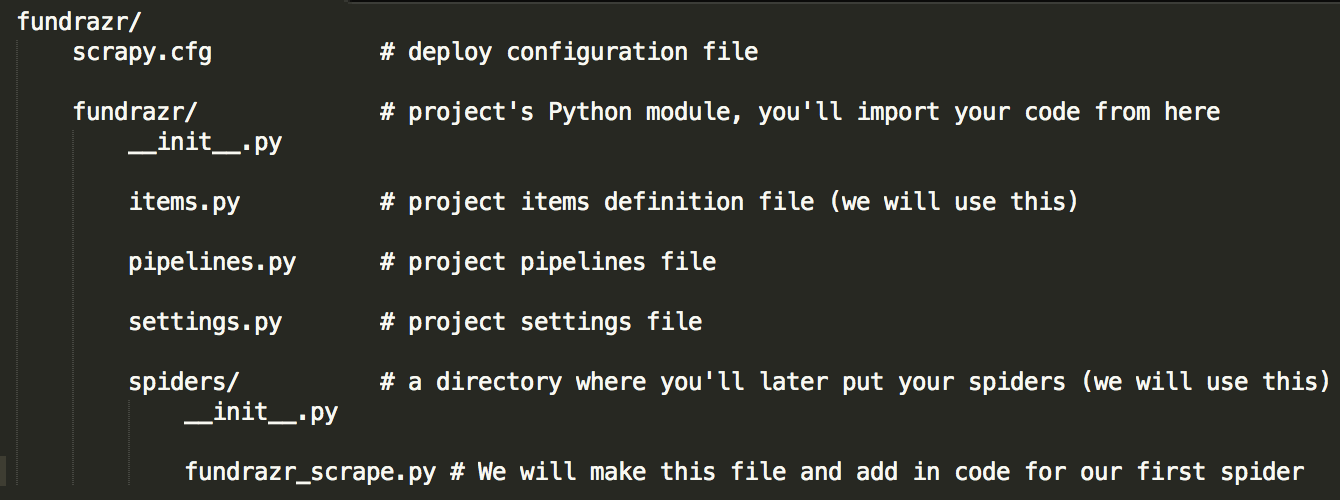 fundrazr/
scrapy.cfg # deploy configuration file
fundrazr/ # project's Python module, you'll import your code from here
__init__.py
items.py # project items definition file (we will use this)
pipelines.py # project pipelines file
settings.py # project settings file
spiders/ # a directory where you'll later put your spiders (we will use this)
__init__.py
fundrazr_scrape.py # We will make this file and add in code for our first spider